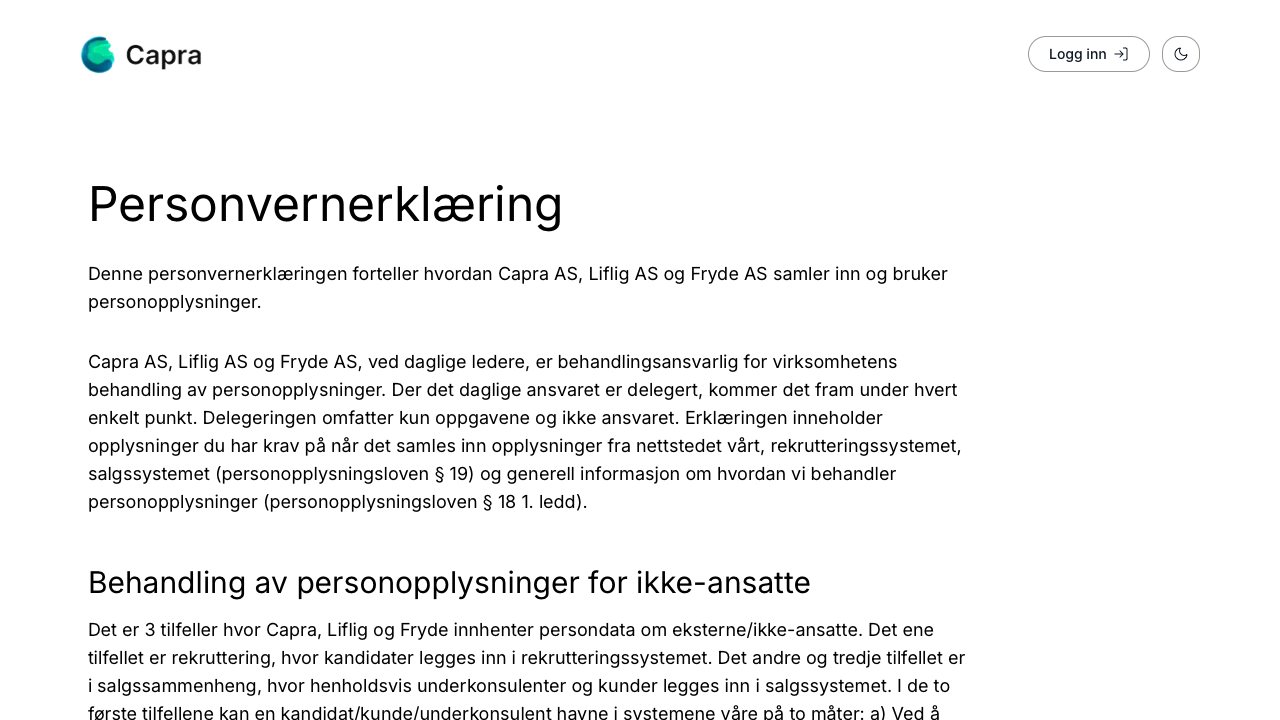 Capra
Logg inn
Personvernerklæring
Denne personvernerklæringen forteller hvordan Capra AS, Liflig AS og Fryde AS samler inn og bruker
personopplysninger.
Capra AS, Liflig AS og Fryde AS, ved daglige ledere, er behandlingsansvarlig for virksomhetens
behandling av personopplysninger. Der det daglige ansvaret er delegert, kommer det fram under hvert
enkelt punkt. Delegeringen omfatter kun oppgavene og ikke ansvaret. Erklæringen inneholder
opplysninger du har krav på når det samles inn opplysninger fra nettstedet vårt, rekrutteringssystemet,
salgssystemet (personopplysningsloven § 19) og generell informasjon om hvordan vi behandler
personopplysninger (personopplysningsloven § 18 1. ledd).
Behandling av personopplysninger for ikke-ansatte
Det er 3 tilfeller hvor Capra, Liflig og Fryde innhenter persondata om eksterne/ikke-ansatte. Det ene
tilfellet er rekruttering, hvor kandidater legges inn i rekrutteringssystemet. Det andre og tredje tilfellet er
i salgssammenheng, hvor henholdsvis underkonsulenter og kunder legges inn i salgssystemet. I de to
første tilfellene kan en kandidat/kunde/underkonsulent havne i systemene våre på to måter: a) Ved å